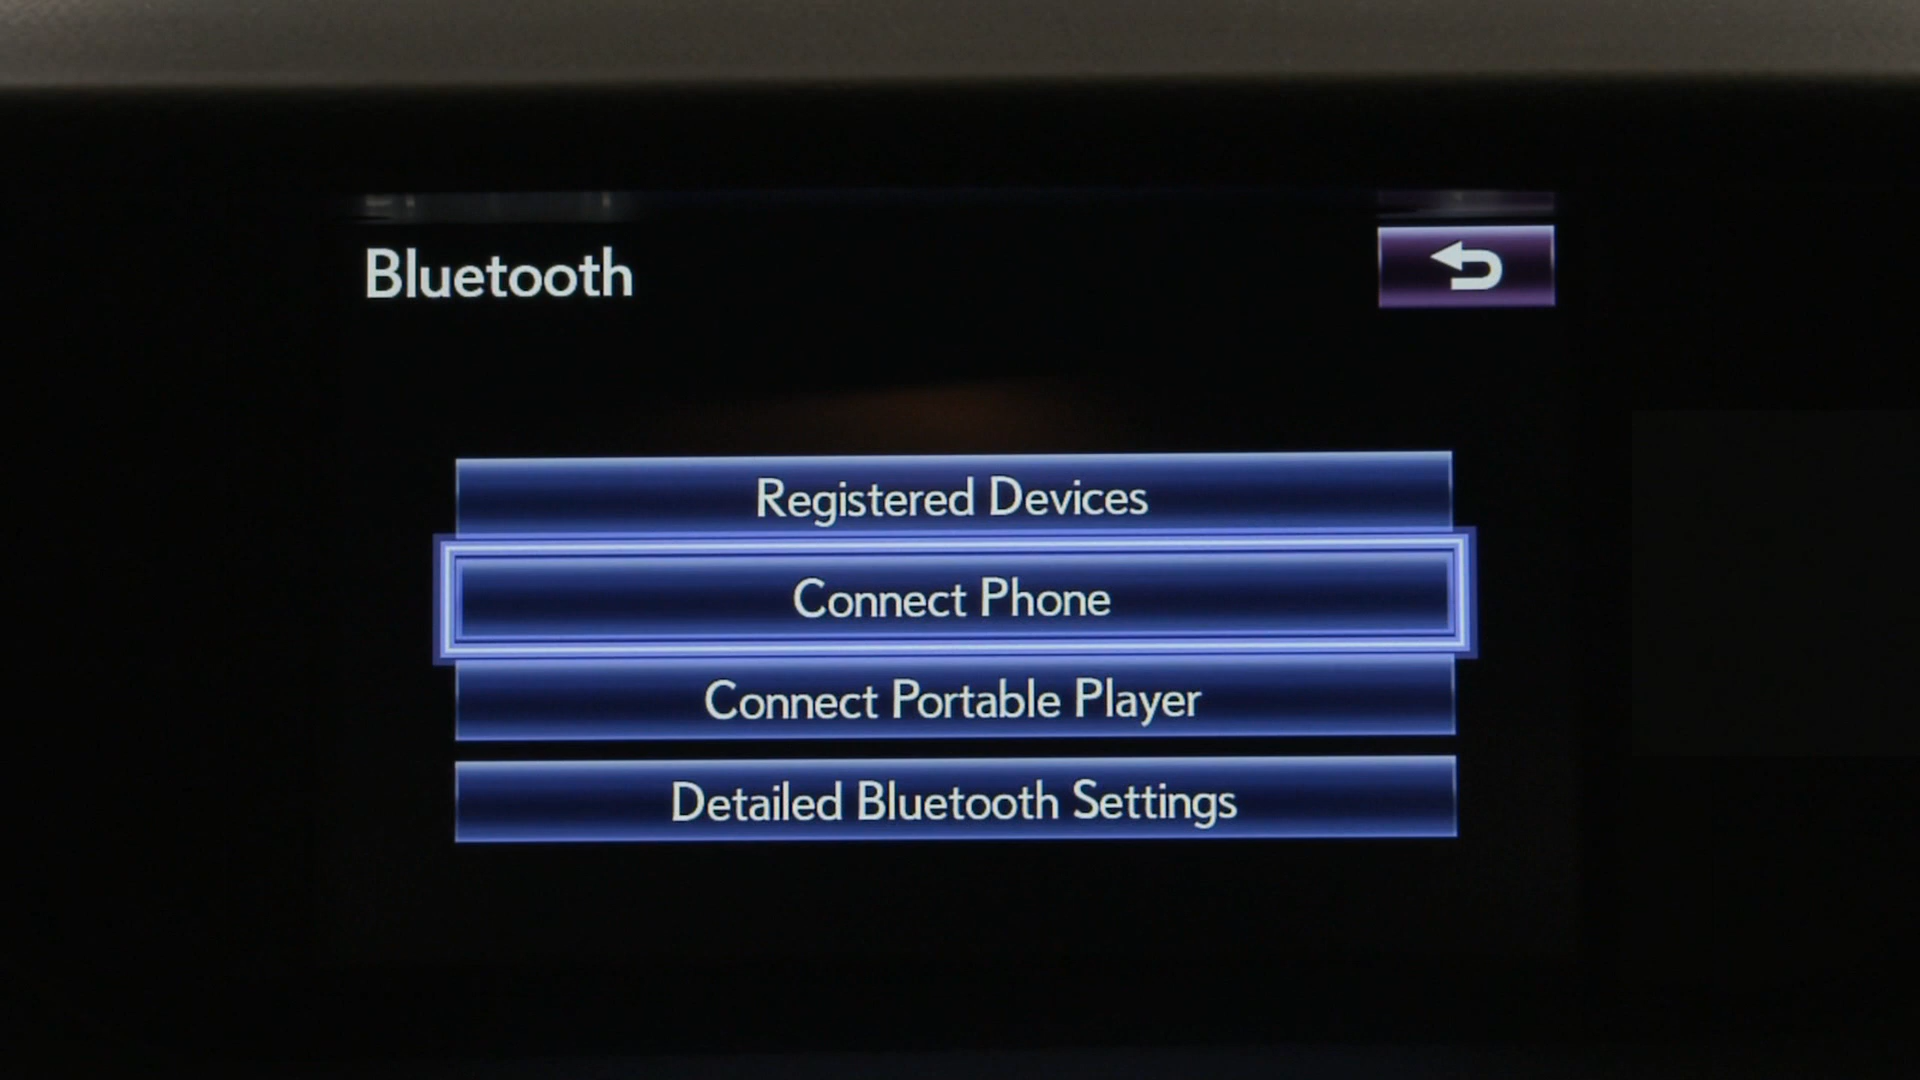 Bluetooth
Registered Devices
Connect Phone
Connect Portable Player
Detailed Bluetooth Settings